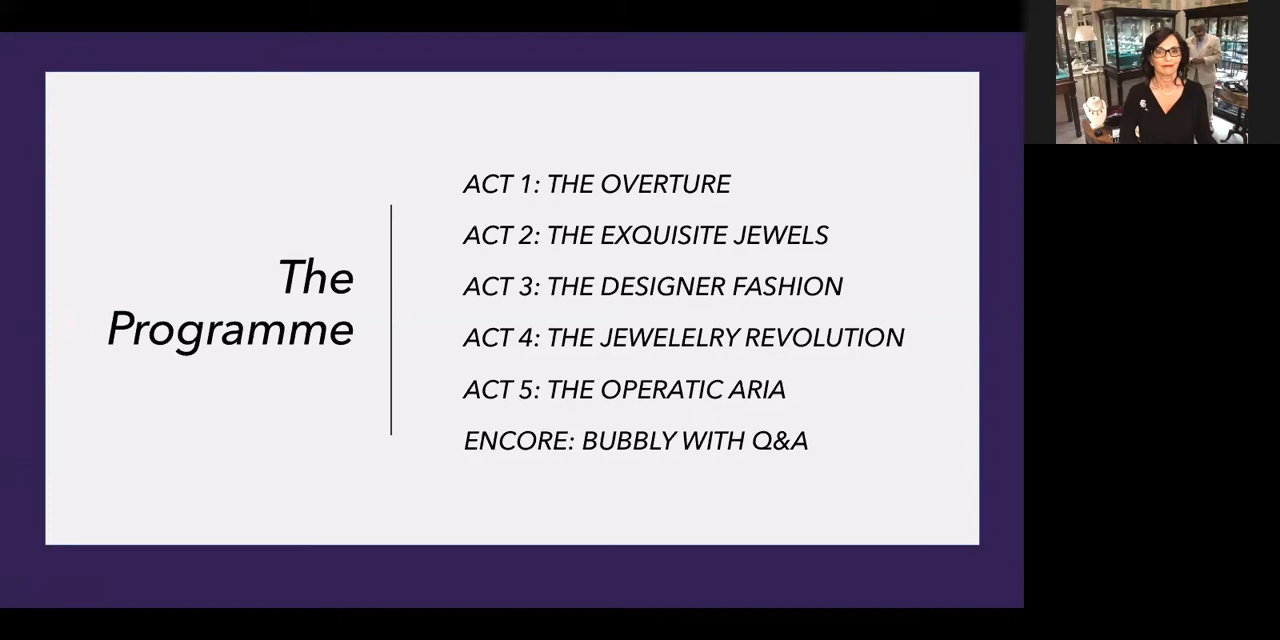 The
Programme
ACT 1: THE OVERTURE
ACT 2: THE EXQUISITE JEWELS
ACT 3: THE DESIGNER FASHION
ACT 4: THE JEWELELRY REVOLUTION
ACT 5: THE OPERATIC ARIA
ENCORE: BUBBLY WITH Q&A